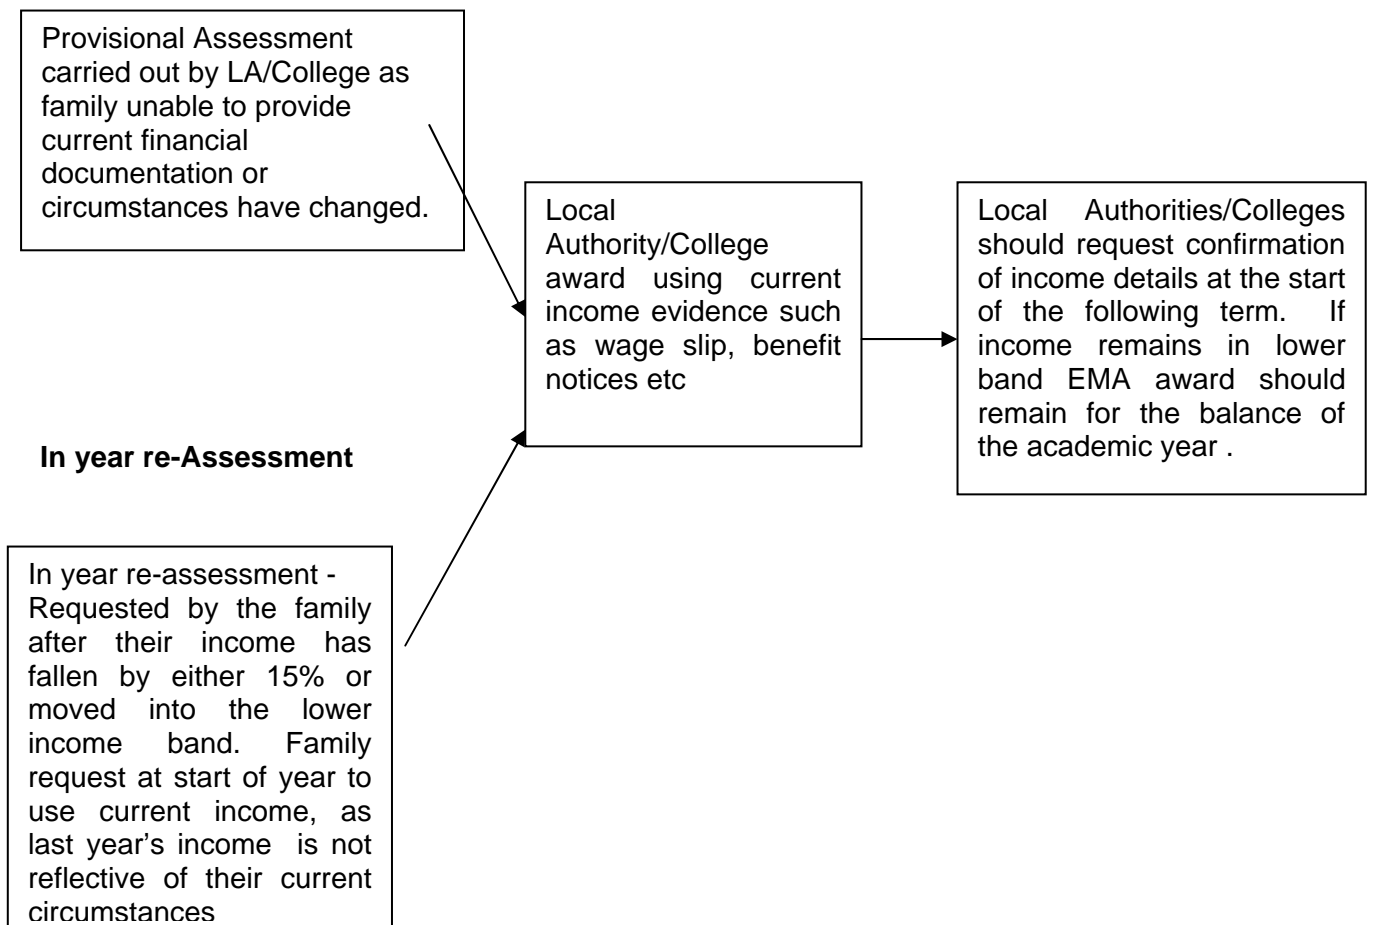 Provisional Assessment
carried out by LA/College as
family unable to provide
current financial
documentation or
circumstances have changed.
Local
Authority/College
award using current
income evidence such
as wage slip, benefit
notices etc
Local Authorities/Colleges
should request confirmation
of income details at the start
of the following term. If
income remains in lower
band EMA award should
remain for the balance of
the academic year .
In year re-Assessment
In year re-assessment -
Requested by the family
after their income has
fallen by either 15% or
moved into the lower
income band. Family
request at start of year to
use current income, as
last year’s income is not
reflective of their current
circumstances